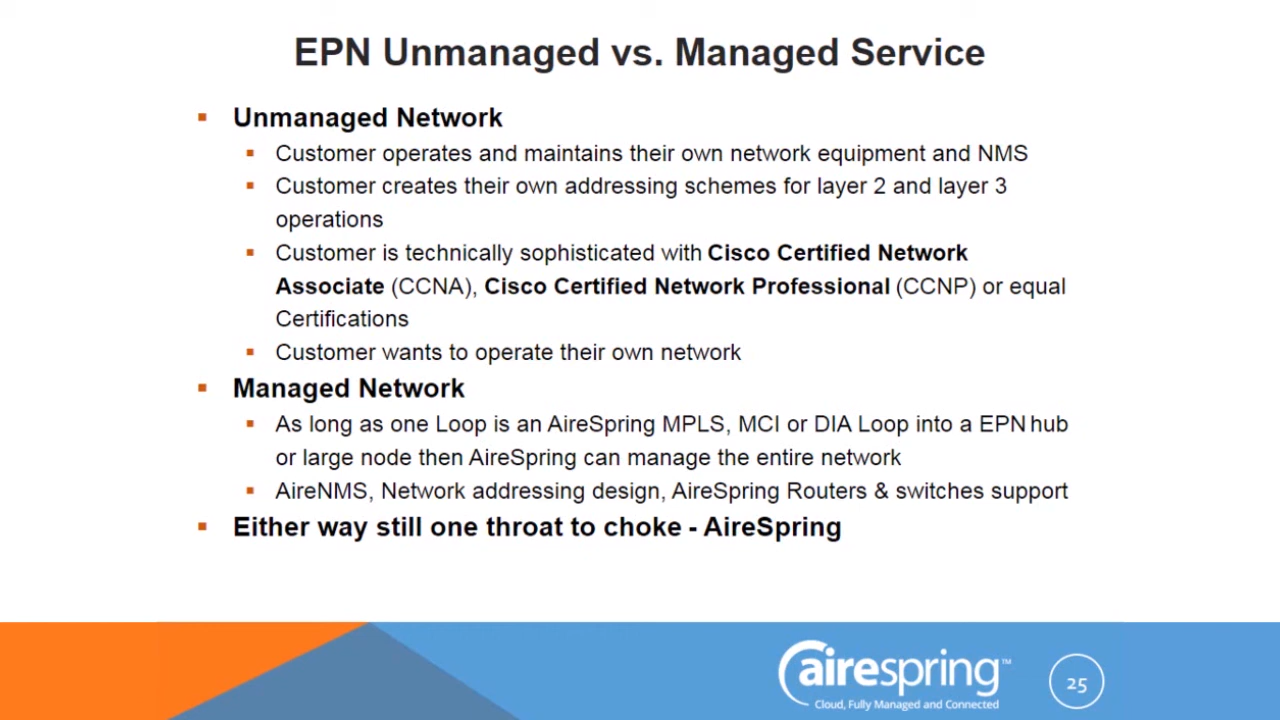 EPN Unmanaged vs. Managed Service
▪ Unmanaged Network
▪ Customer operates and maintains their own network equipment and NMS
▪ Customer creates their own addressing schemes for layer 2 and layer 3
operations
▪ Customer is technically sophisticated with Cisco Certified Network
Associate (CCNA), Cisco Certified Network Professional (CCNP) or equal
Certifications
▪ Customer wants to operate their own network
▪ Managed Network
▪ As long as one Loop is an AireSpring MPLS, MCI or DIA Loop into a EPN hub
or large node then AireSpring can manage the entire network
▪ AireNMS, Network addressing design, AireSpring Routers & switches support
▪ Either way still one throat to choke - AireSpring
airespring™
Cloud, Fully Managed and Connected
25